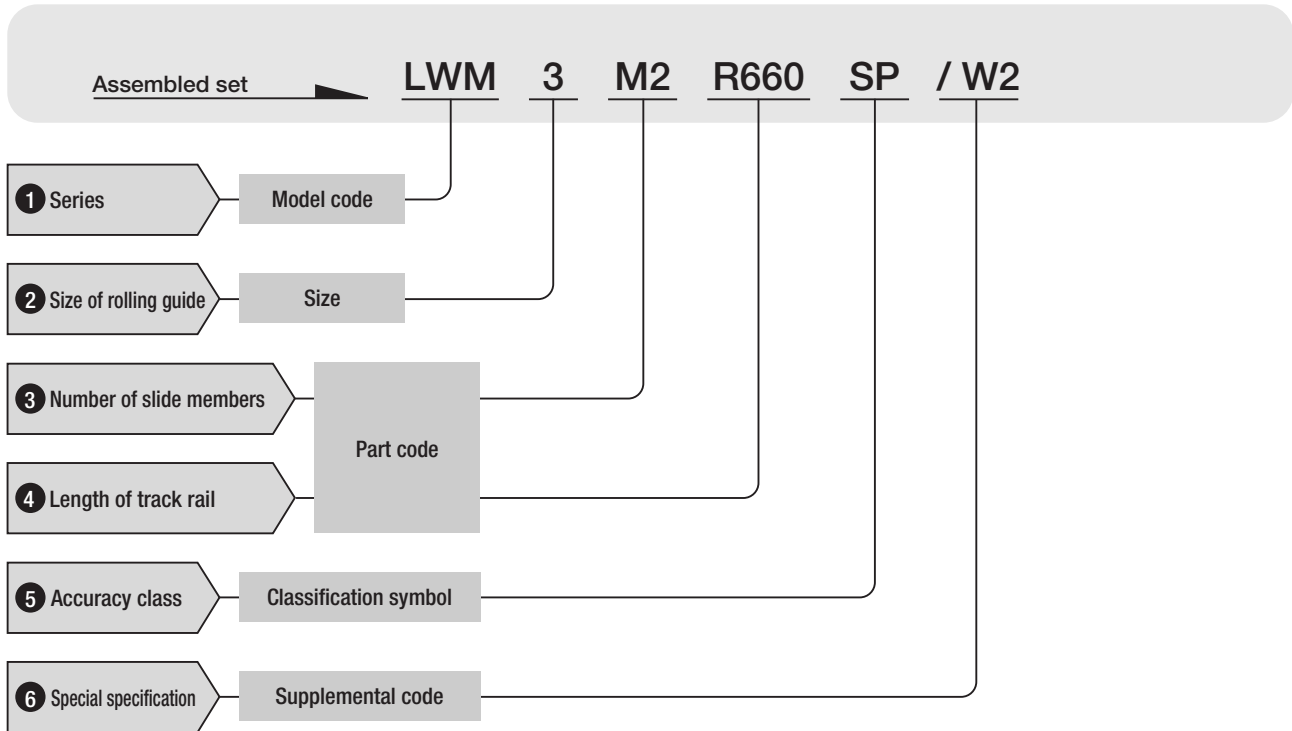 Assembled set LWM 3 M2 R660 SP / W2
1 Series Model code
2 Size of rolling guide Size
3 Number of slide members
Part code
4 Length of track rail
5 Accuracy class Classification symbol
6 Special specification Supplemental code